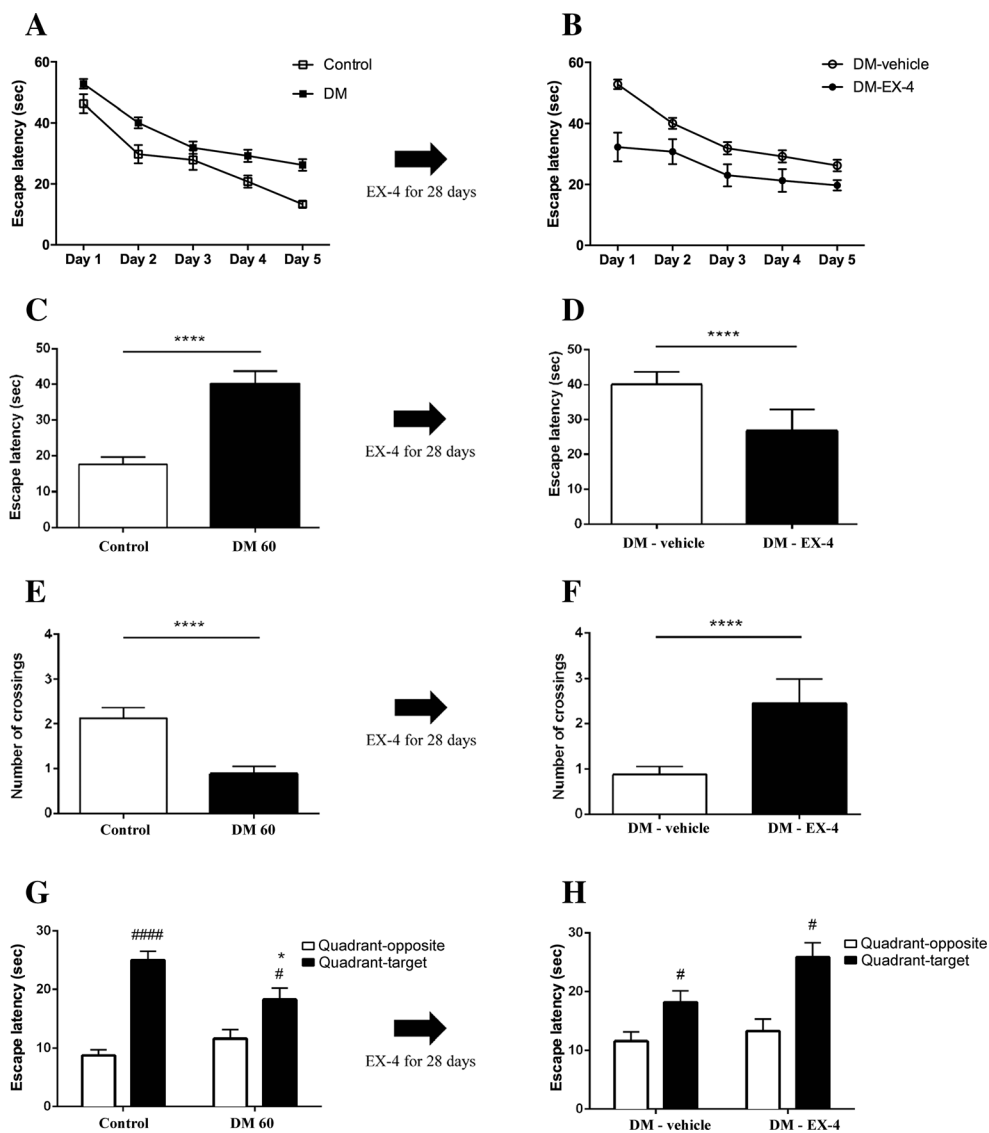 A
Escape latency (sec)
60
40
20
0
Control
DM
Day 1 Day 2 Day 3 Day 4 Day 5
EX-4 for 28 days
B
Escape latency (sec)
60
40
20
0
DM-vehicle
DM-EX-4
Day 1 Day 2 Day 3 Day 4 Day 5
C
Escape latency (sec)
50
40
30
20
10
0
****
Control DM 60
EX-4 for 28 days
D
Escape latency (sec)
50
40
30
20
10
0
****
DM - vehicle DM - EX-4
E
Number of crossings
4
3
2
1
0
****
Control DM 60
EX-4 for 28 days
F
Number of crossings
4
3
2
1
0
****
DM - vehicle DM - EX-4
G
Escape latency (sec)
30
20
10
0
####
*
#
Quadrant-opposite
Quadrant-target
Control DM 60
EX-4 for 28 days
H
Escape latency (sec)
30
20
10
0
#
#
Quadrant-opposite
Quadrant-target
DM - vehicle DM - EX-4